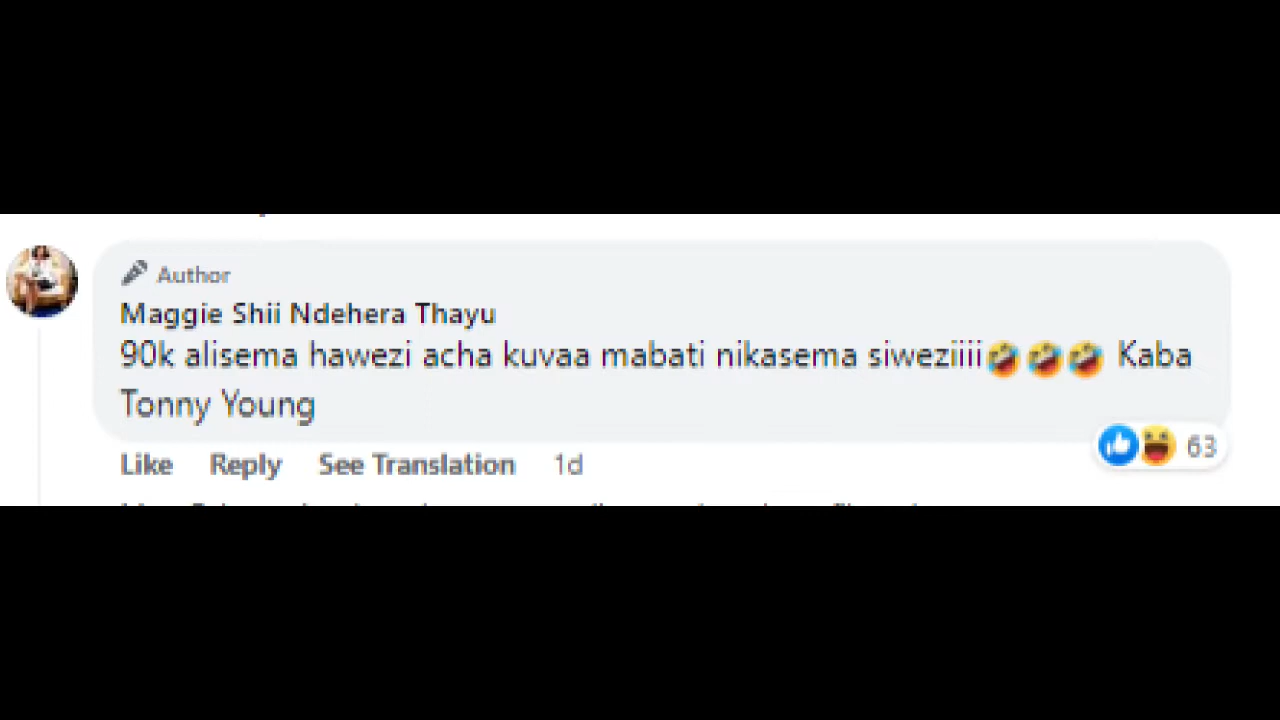 Author
Maggie Shii Ndehera Thayu
90k alisema hawezi acha kuvaa mabati nikasema siweziiii🤣🤣🤣 Kaba
Tonny Young
63
Like Reply See Translation 1d